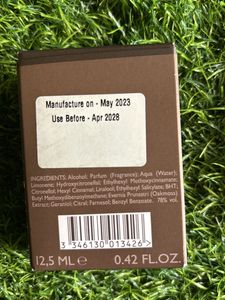 Manufacture on - May 2023
Use Before - Apr 2028
INGREDIENTS: Alcohol; Parfum (Fragrance); Aqua (Water);
Limonene; Hydroxycitronellol; Ethylhexyl Methoxycinnamate;
Citronellol; Hexyl Cinnamal; Linalool; Ethylhexyl Salicylate; BHT;
Butyl Methoxydibenzoylmethane; Evernia Prunastri (Oakmoss)
Extract; Geraniol; Citral; Farnesol; Benzyl Benzoate. 78% vol.
3 346130 013426 >
12,5 ML ℮ 0.42 FL.OZ.